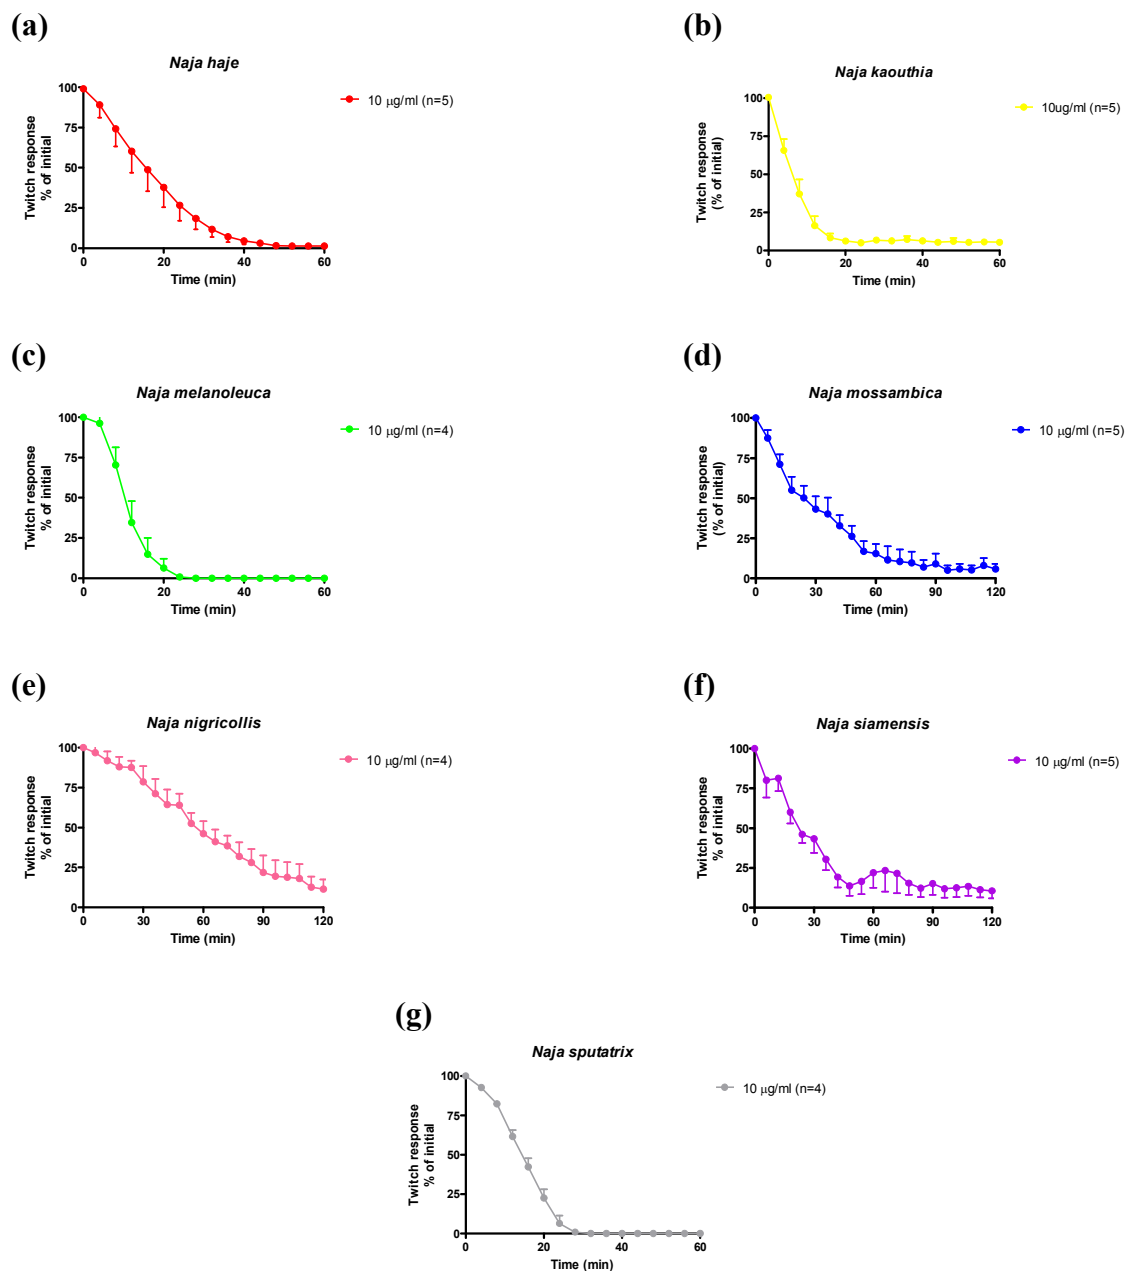 (a)
Naja haje
100
75
50
25
0
0 20 40 60
Twitch response
% of initial
Time (min)
10 μg/ml (n=5)
(b)
Naja kaouthia
100
75
50
25
0
0 20 40 60
Twitch response
(% of initial)
Time (min)
10ug/ml (n=5)
(c)
Naja melanoleuca
100
75
50
25
0
0 20 40 60
Twitch response
% of initial
Time (min)
10 μg/ml (n=4)
(d)
Naja mossambica
100
75
50
25
0
0 30 60 90 120
Twitch response
(% of initial)
Time (min)
10 μg/ml (n=5)
(e)
Naja nigricollis
100
75
50
25
0
0 30 60 90 120
Twitch response
% of initial
Time (min)
10 μg/ml (n=4)
(f)
Naja siamensis
100
75
50
25
0
0 30 60 90 120
Twitch response
% of initial
Time (min)
10 μg/ml (n=5)
(g)
Naja sputatrix
100
75
50
25
0
0 20 40 60
Twitch response
% of initial
Time (min)
10 μg/ml (n=4)